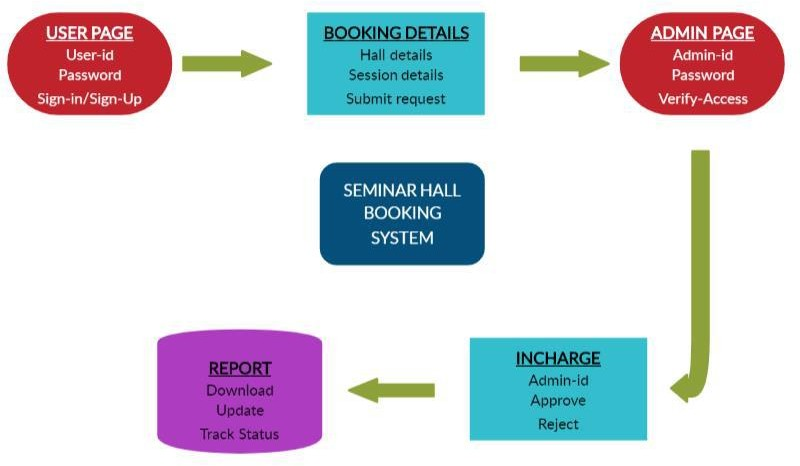 USER PAGE
User-id
Password
Sign-in/Sign-Up
BOOKING DETAILS
Hall details
Session details
Submit request
ADMIN PAGE
Admin-id
Password
Verify-Access
SEMINAR HALL
BOOKING
SYSTEM
REPORT
Download
Update
Track Status
INCHARGE
Admin-id
Approve
Reject